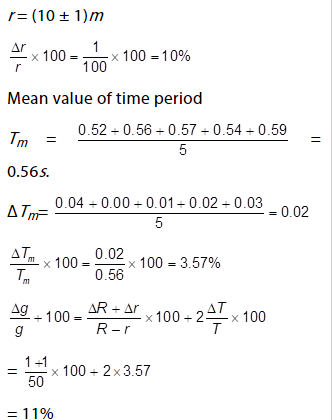 r = (10 ± 1)m
Δr/r × 100 = 1/100 × 100 = 10%
Mean value of time period
Tm = (0.52 + 0.56 + 0.57 + 0.54 + 0.59)/5 =
0.56s.
Δ Tm= (0.04 + 0.00 + 0.01 + 0.02 + 0.03)/5 = 0.02
ΔTm/Tm × 100 = 0.02/0.56 × 100 = 3.57%
Δg/g + 100 = (ΔR + Δr)/(R − r) × 100 + 2 ΔT/T × 100
= (1+1)/50 × 100 + 2 × 3.57
= 11%